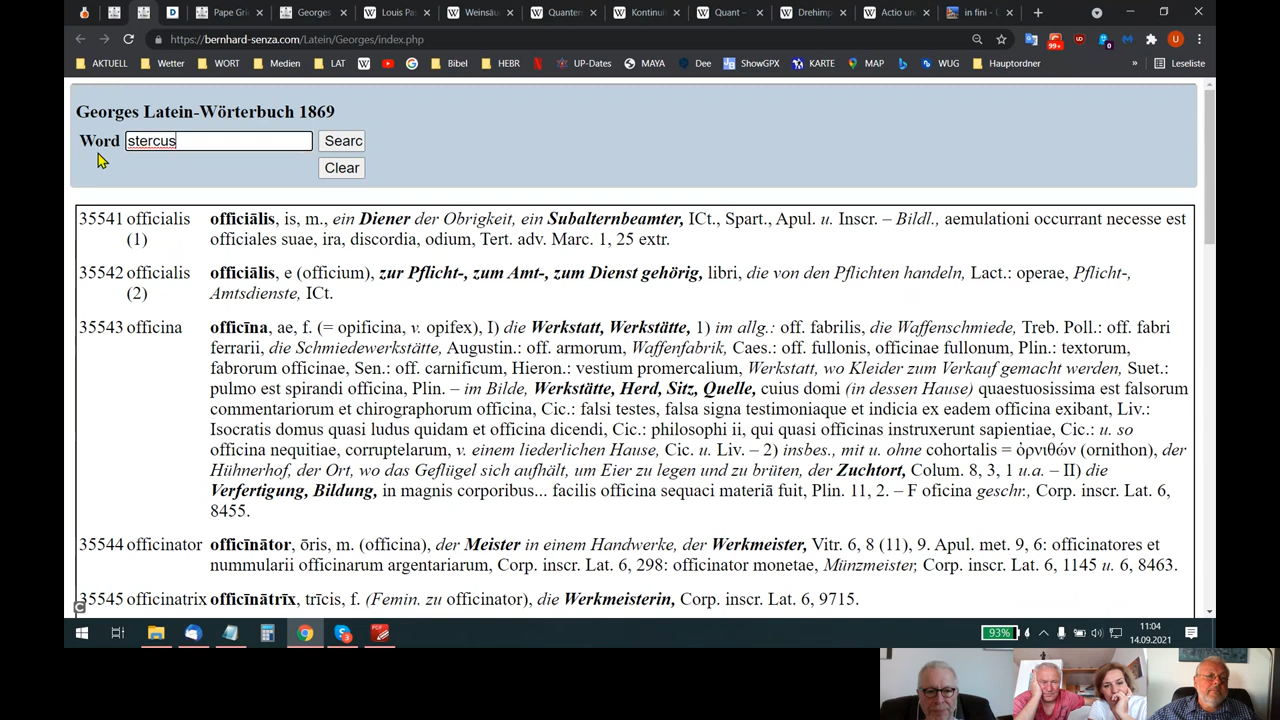 Pape Gri
Georges
Louis Pa
Weinsäu
Quanten
Kontinui
Quant –
Drehimp
Actio un
in fini - L
https://bernhard-senza.com/Latein/Georges/index.php
99+
0
U
AKTUELL
Wetter
WORT
Medien
LAT
Bibel
HEBR
UP-Dates
MAYA
Dee
ShowGPX
KARTE
MAP
WUG
Hauptordner
»
Leseliste
Georges Latein-Wörterbuch 1869
Word stercus Searc
Clear
35541 officialis officiālis, is, m., ein Diener der Obrigkeit, ein Subalternbeamter, ICt., Spart., Apul. u. Inscr. – Bildl., aemulationi occurrant necesse est
(1) officiales suae, ira, discordia, odium, Tert. adv. Marc. 1, 25 extr.
35542 officialis officiālis, e (officium), zur Pflicht-, zum Amt-, zum Dienst gehörig, libri, die von den Pflichten handeln, Lact.: operae, Pflicht-,
(2) Amtsdienste, ICt.
35543 officina officīna, ae, f. (= opificina, v. opifex), I) die Werkstatt, Werkstätte, 1) im allg.: off. fabrilis, die Waffenschmiede, Treb. Poll.: off. fabri
ferrarii, die Schmiedewerkstätte, Augustin.: off. armorum, Waffenfabrik, Caes.: off. fullonis, officinae fullonum, Plin.: textorum,
fabrorum officinae, Sen.: off. carnificum, Hieron.: vestium promercalium, Werkstatt, wo Kleider zum Verkauf gemacht werden, Suet.:
pulmo est spirandi officina, Plin. – im Bilde, Werkstätte, Herd, Sitz, Quelle, cuius domi (in dessen Hause) quaestuosissima est falsorum
commentariorum et chirographorum officina, Cic.: falsi testes, falsa signa testimoniaque et indicia ex eadem officina exibant, Liv.:
Isocratis domus quasi ludus quidam et officina dicendi, Cic.: philosophi ii, qui quasi officinas instruxerunt sapientiae, Cic.: u. so
officina nequitiae, corruptelarum, v. einem liederlichen Hause, Cic. u. Liv. – 2) insbes., mit u. ohne cohortalis = ὀρνιθών (ornithon), der
Hühnerhof, der Ort, wo das Geflügel sich aufhält, um Eier zu legen und zu brüten, der Zuchtort, Colum. 8, 3, 1 u.a. – II) die
Verfertigung, Bildung, in magnis corporibus... facilis officina sequaci materiā fuit, Plin. 11, 2. – F oficina geschr., Corp. inscr. Lat. 6,
8455.
35544 officinator officīnātor, ōris, m. (officina), der Meister in einem Handwerke, der Werkmeister, Vitr. 6, 8 (11), 9. Apul. met. 9, 6: officinatores et
nummularii officinarum argentariarum, Corp. inscr. Lat. 6, 298: officinator monetae, Münzmeister, Corp. inscr. Lat. 6, 1145 u. 6, 8463.
35545 officinatrix officīnātrīx, trīcis, f. (Femin. zu officinator), die Werkmeisterin, Corp. inscr. Lat. 6, 9715.
93%
11:04
14.09.2021